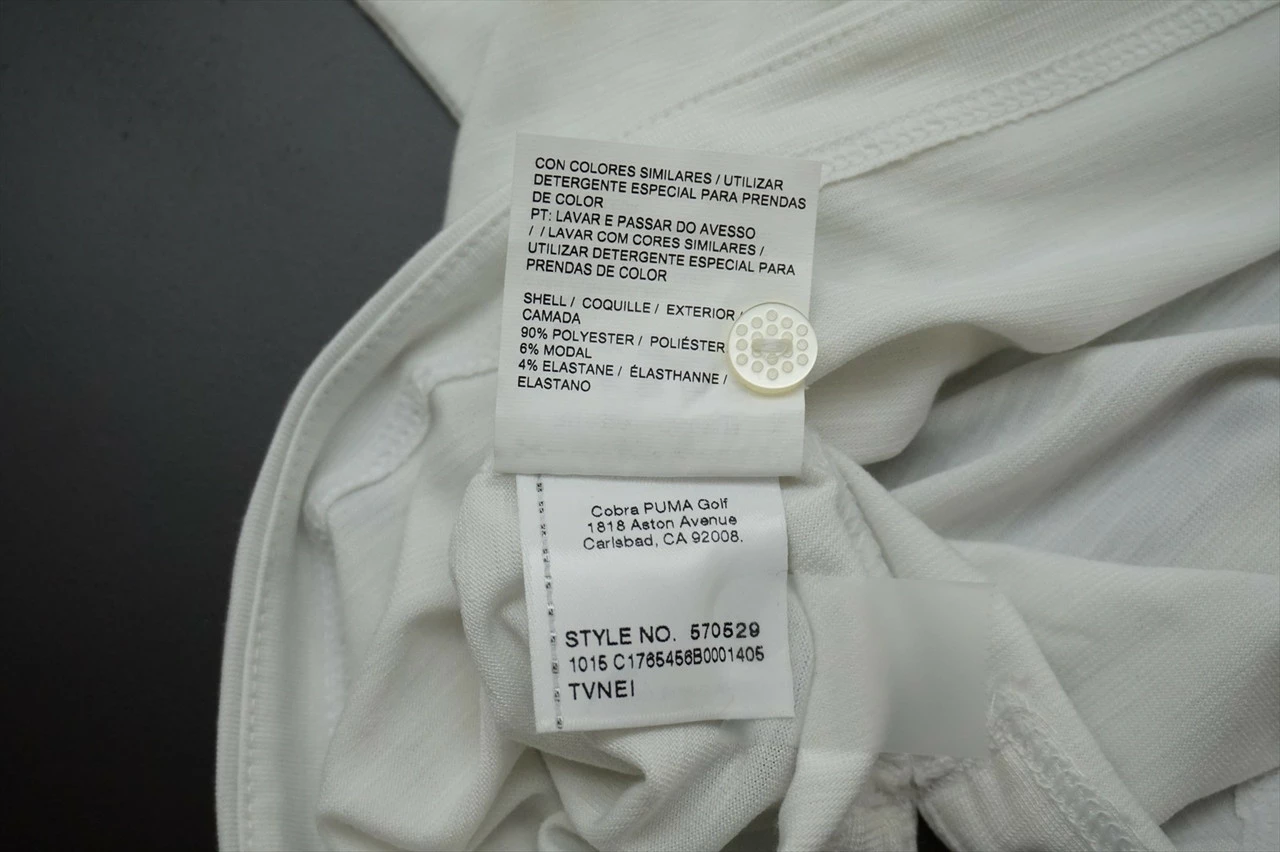 CON COLORES SIMILARES / UTILIZAR
DETERGENTE ESPECIAL PARA PRENDAS
DE COLOR
PT: LAVAR E PASSAR DO AVESSO
/ / LAVAR COM CORES SIMILARES /
UTILIZAR DETERGENTE ESPECIAL PARA
PRENDAS DE COLOR
SHELL / COQUILLE / EXTERIOR /
CAMADA
90% POLYESTER / POLIÉSTER
6% MODAL
4% ELASTANE / ÉLASTHANNE /
ELASTANO
Cobra PUMA Golf
1818 Aston Avenue
Carlsbad, CA 92008.
STYLE NO. 570529
1015 C1765456B0001405
TVNEI